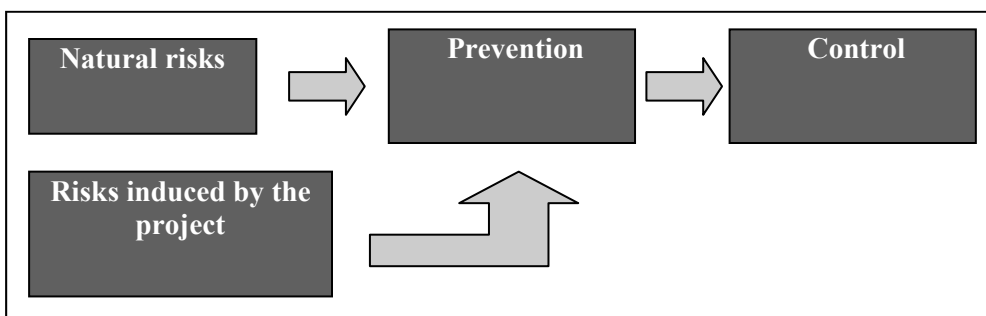 Natural risks
Prevention
Control
Risks induced by the
project